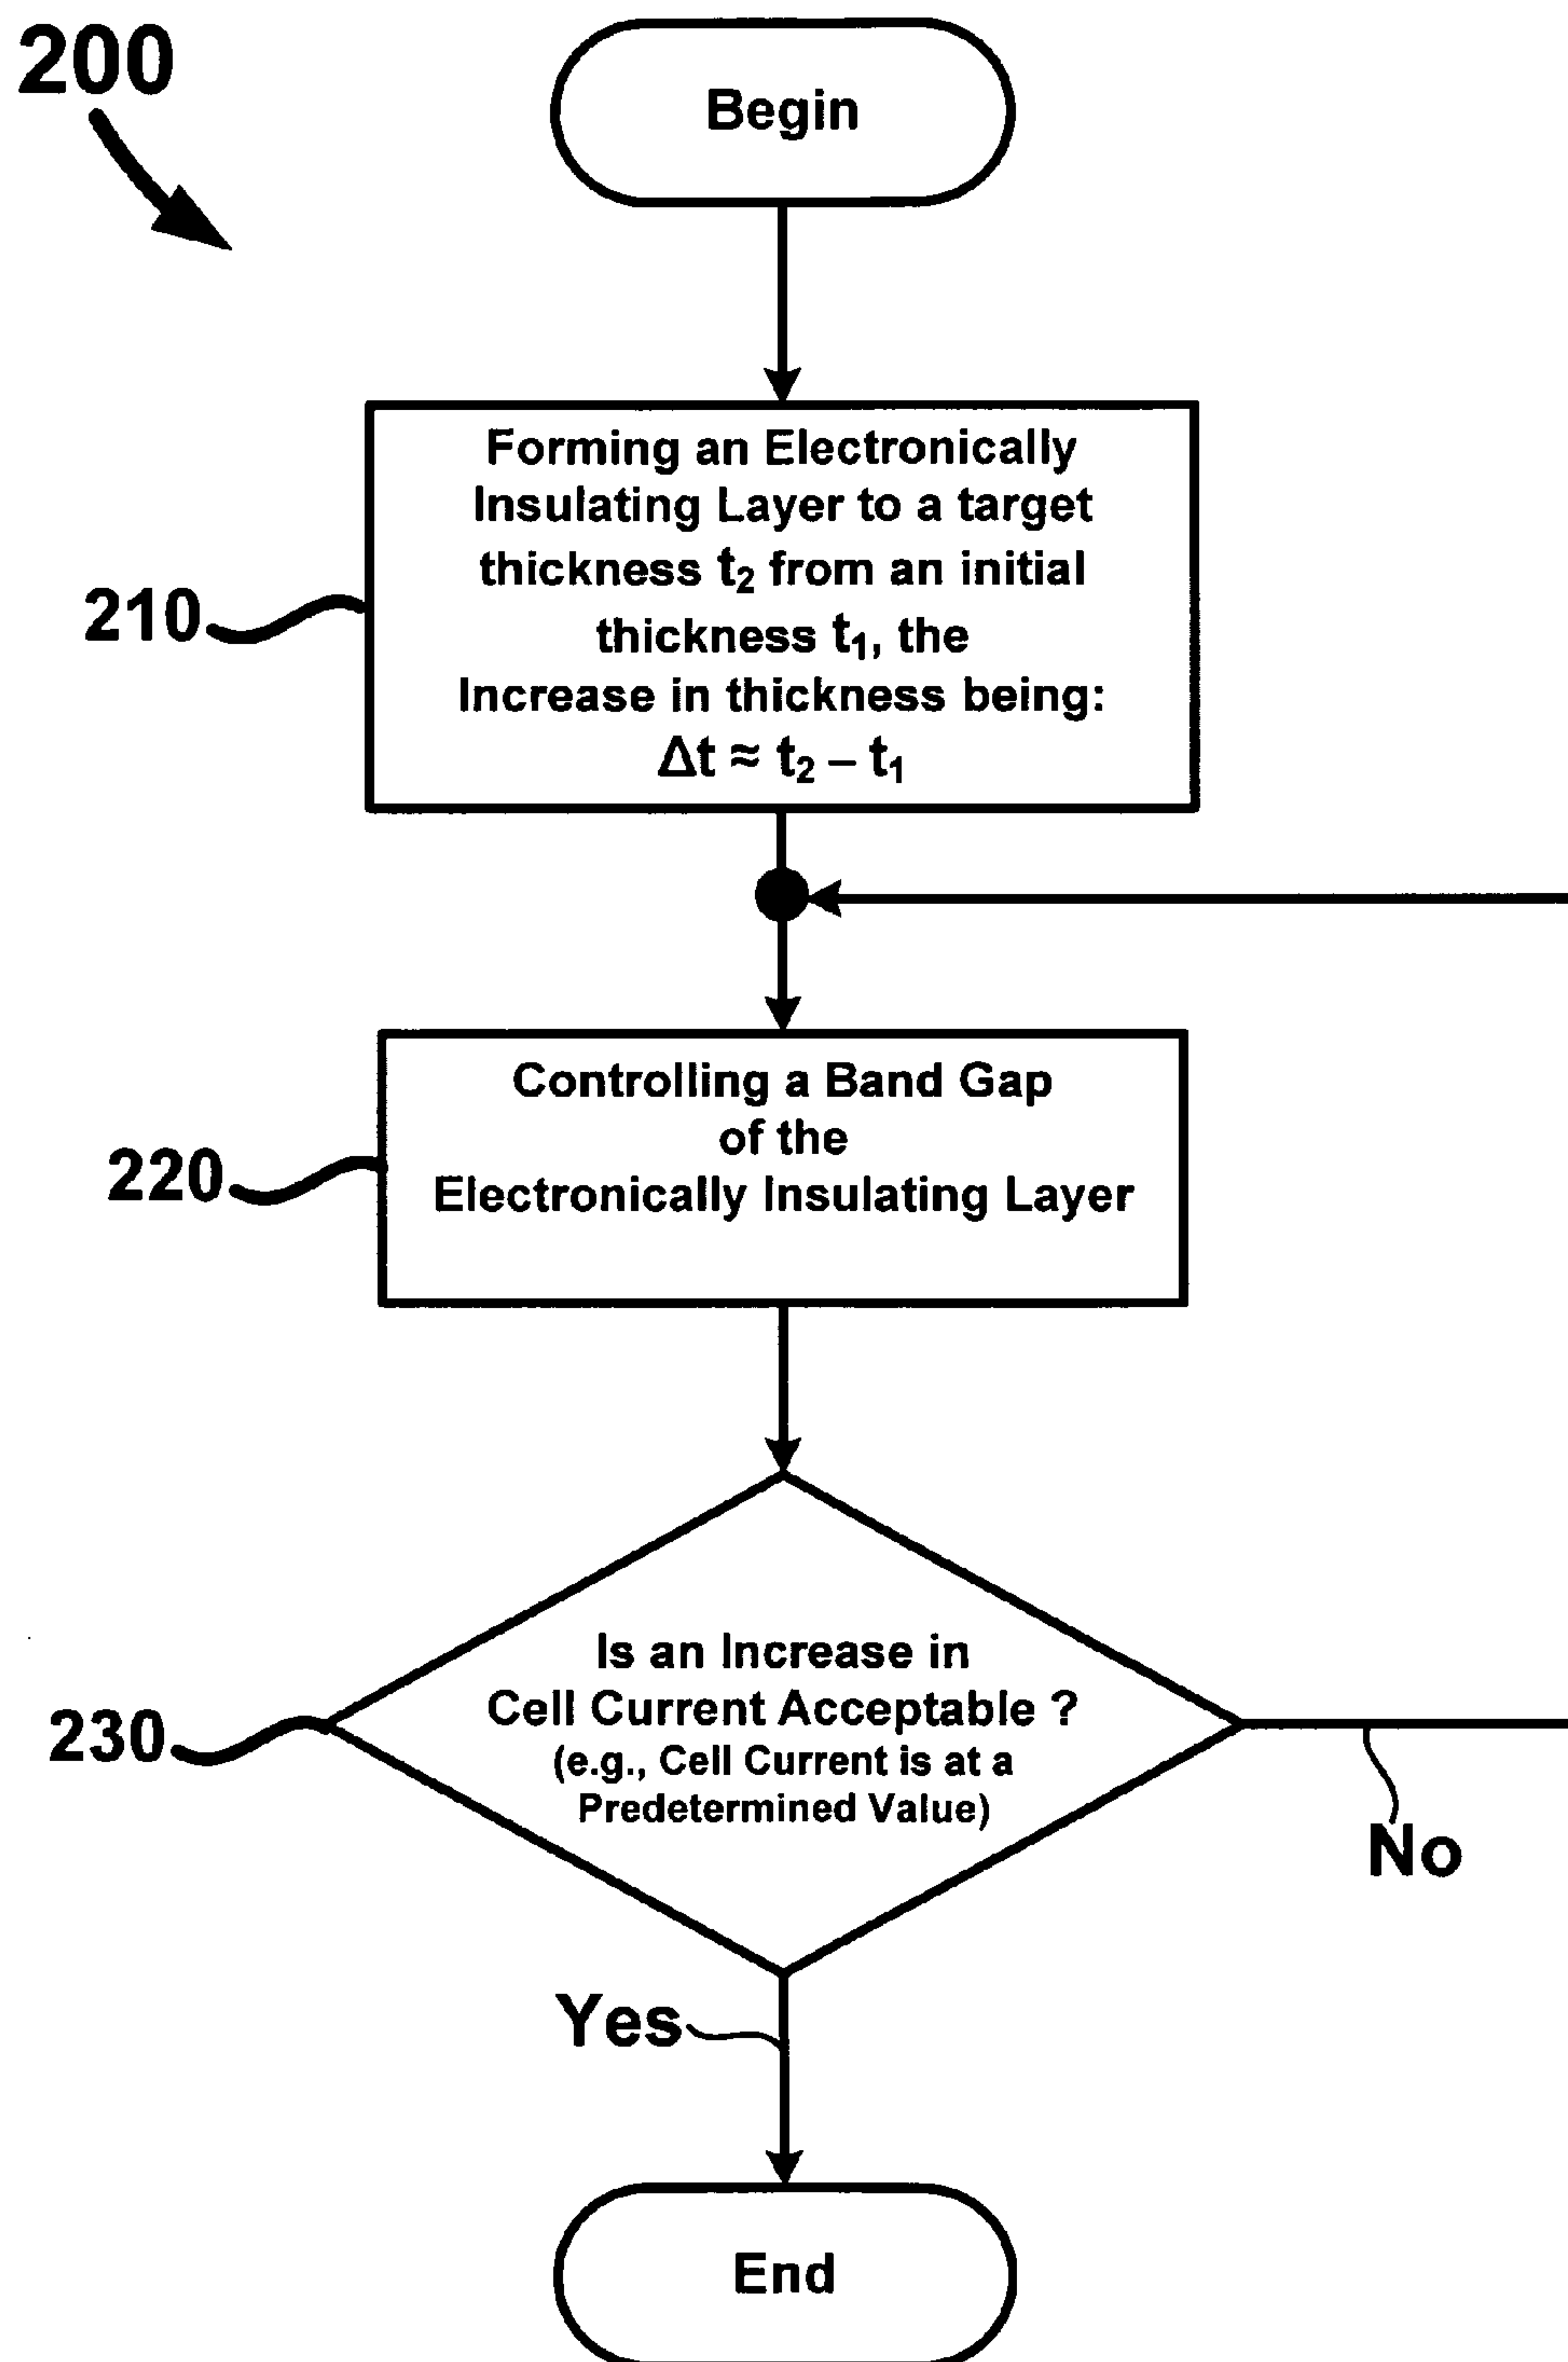 200
Begin
Forming an Electronically
Insulating Layer to a target
thickness t₂ from an initial
thickness t₁, the
Increase in thickness being:
Δt ≈ t₂ – t₁
210
Controlling a Band Gap
of the
Electronically Insulating Layer
220
Is an Increase in
Cell Current Acceptable ?
(e.g., Cell Current is at a
Predetermined Value)
230
No
Yes
End